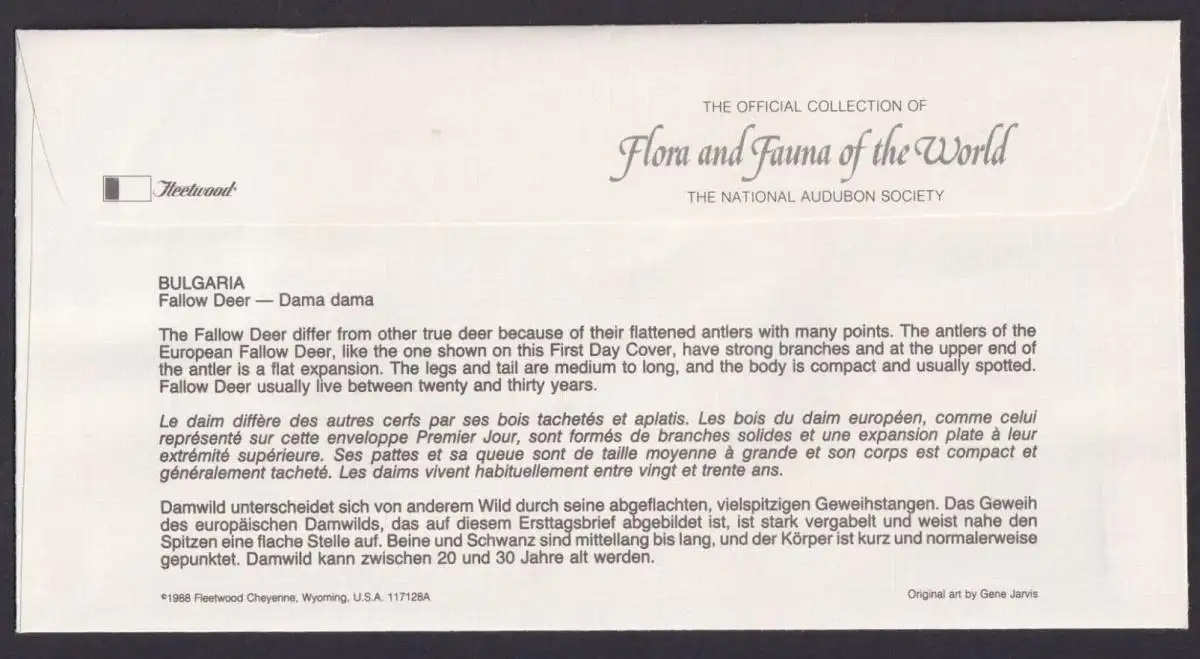 THE OFFICIAL COLLECTION OF
Flora and Fauna of the World
THE NATIONAL AUDUBON SOCIETY
Fleetwood
BULGARIA
Fallow Deer — Dama dama
The Fallow Deer differ from other true deer because of their flattened antlers with many points. The antlers of the
European Fallow Deer, like the one shown on this First Day Cover, have strong branches and at the upper end of
the antler is a flat expansion. The legs and tail are medium to long, and the body is compact and usually spotted.
Fallow Deer usually live between twenty and thirty years.
Le daim diffère des autres cerfs par ses bois tachetés et aplatis. Les bois du daim européen, comme celui
représenté sur cette enveloppe Premier Jour, sont formés de branches solides et une expansion plate à leur
extrémité supérieure. Ses pattes et sa queue sont de taille moyenne à grande et son corps est compact et
généralement tacheté. Les daims vivent habituellement entre vingt et trente ans.
Damwild unterscheidet sich von anderem Wild durch seine abgeflachten, vielspitzigen Geweihstangen. Das Geweih
des europäischen Damwilds, das auf diesem Ersttagsbrief abgebildet ist, ist stark vergabelt und weist nahe den
Spitzen eine flache Stelle auf. Beine und Schwanz sind mittellang bis lang, und der Körper ist kurz und normalerweise
gepunktet. Damwild kann zwischen 20 und 30 Jahre alt werden.
©1988 Fleetwood Cheyenne, Wyoming, U.S.A. 117128A
Original art by Gene Jarvis